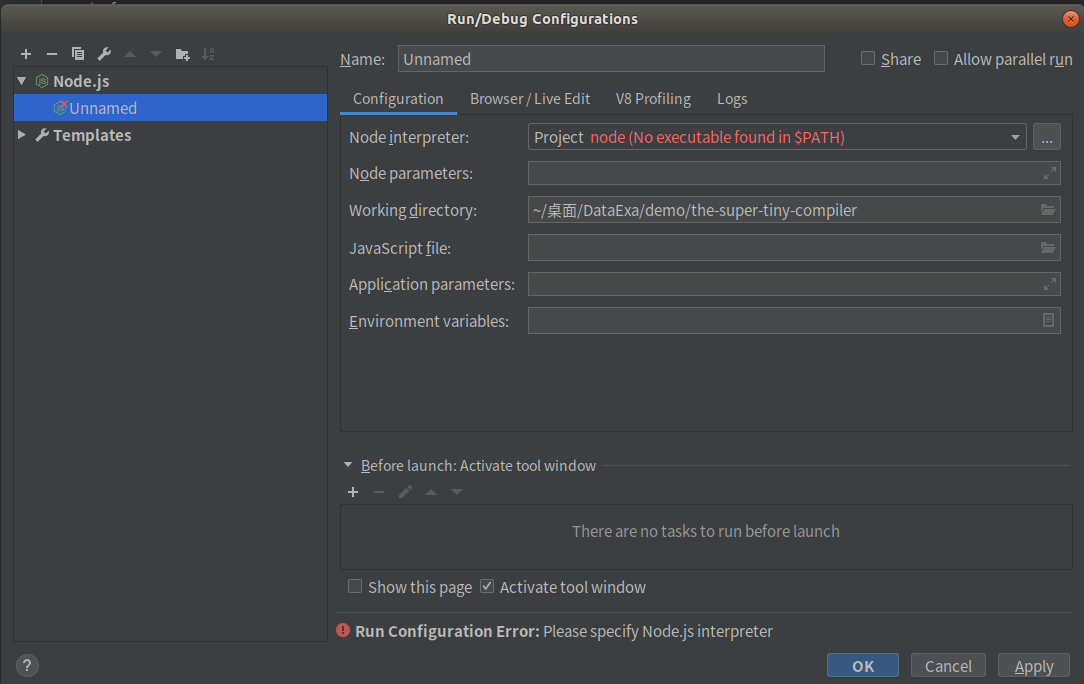 Run/Debug Configurations
Name: Unnamed Share Allow parallel run
Node.js
Unnamed
Templates
Configuration Browser / Live Edit V8 Profiling Logs
Node interpreter: Project node (No executable found in $PATH) ...
Node parameters:
Working directory: ~/桌面/DataExa/demo/the-super-tiny-compiler
JavaScript file:
Application parameters:
Environment variables:
Before launch: Activate tool window
There are no tasks to run before launch
Show this page Activate tool window
Run Configuration Error: Please specify Node.js interpreter
? OK Cancel Apply